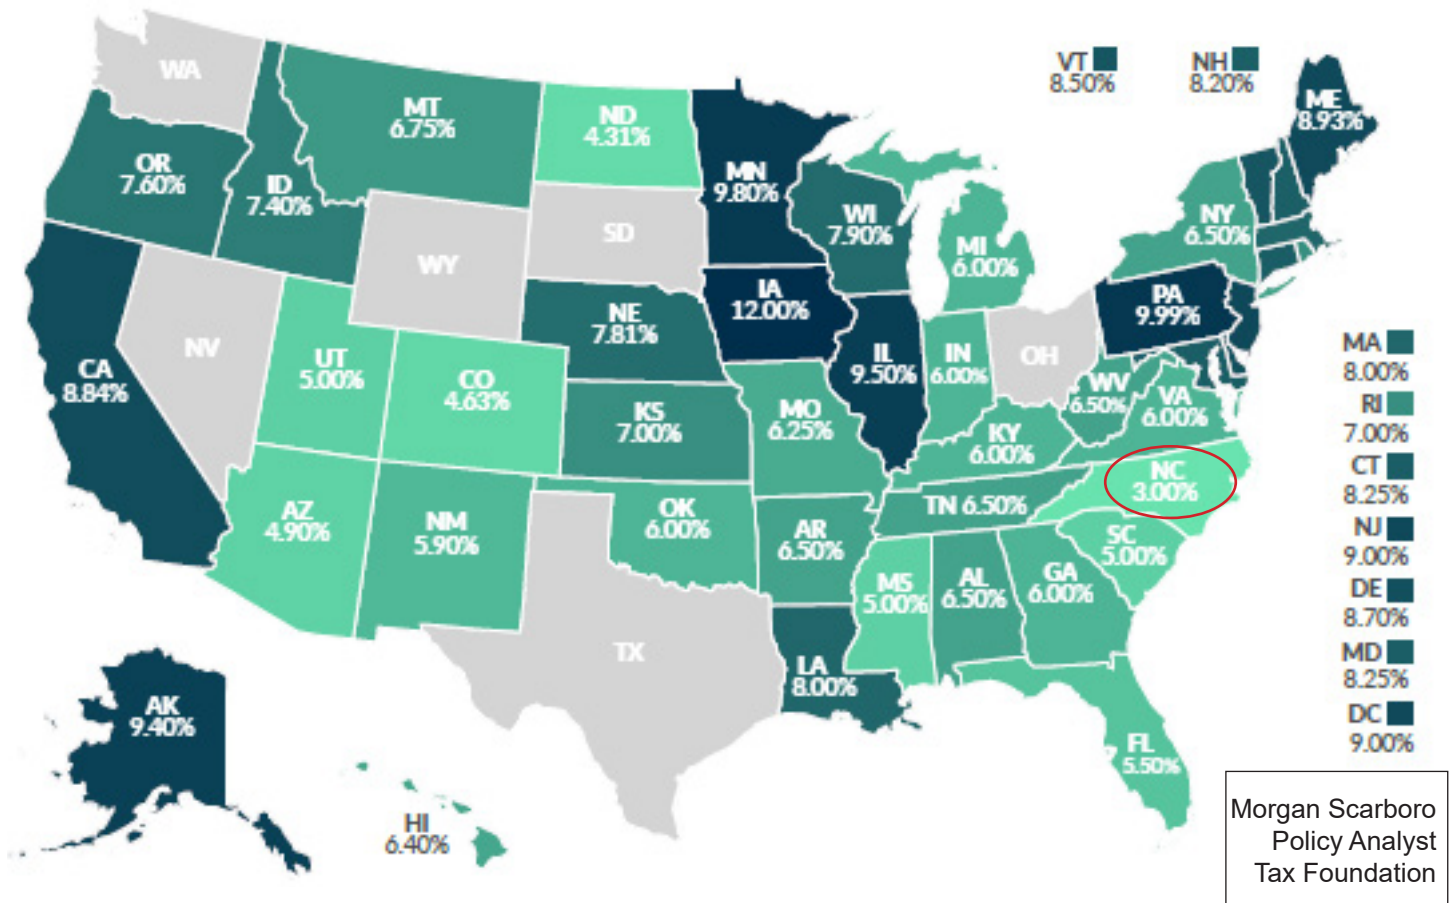 WA
VT
8.50%
NH
8.20%
ME
8.93%
MT
6.75%
ND
4.31%
OR
7.60%
ID
7.40%
MN
9.80%
WI
7.90%
NY
6.50%
SD
WY
MI
6.00%
IA
12.00%
PA
9.99%
NE
7.81%
NV
UT
5.00%
CO
4.63%
CA
8.84%
IL
9.50%
IN
6.00%
OH
MA
8.00%
WV
6.50%
VA
6.00%
KS
7.00%
MO
6.25%
KY
6.00%
RI
7.00%
NC
3.00%
CT
8.25%
AZ
4.90%
NM
5.90%
OK
6.00%
AR
6.50%
TN 6.50%
SC
5.00%
NJ
9.00%
MS
5.00%
AL
6.50%
GA
6.00%
DE
8.70%
TX
LA
8.00%
MD
8.25%
AK
9.40%
FL
5.50%
DC
9.00%
HI
6.40%
Morgan Scarboro
Policy Analyst
Tax Foundation